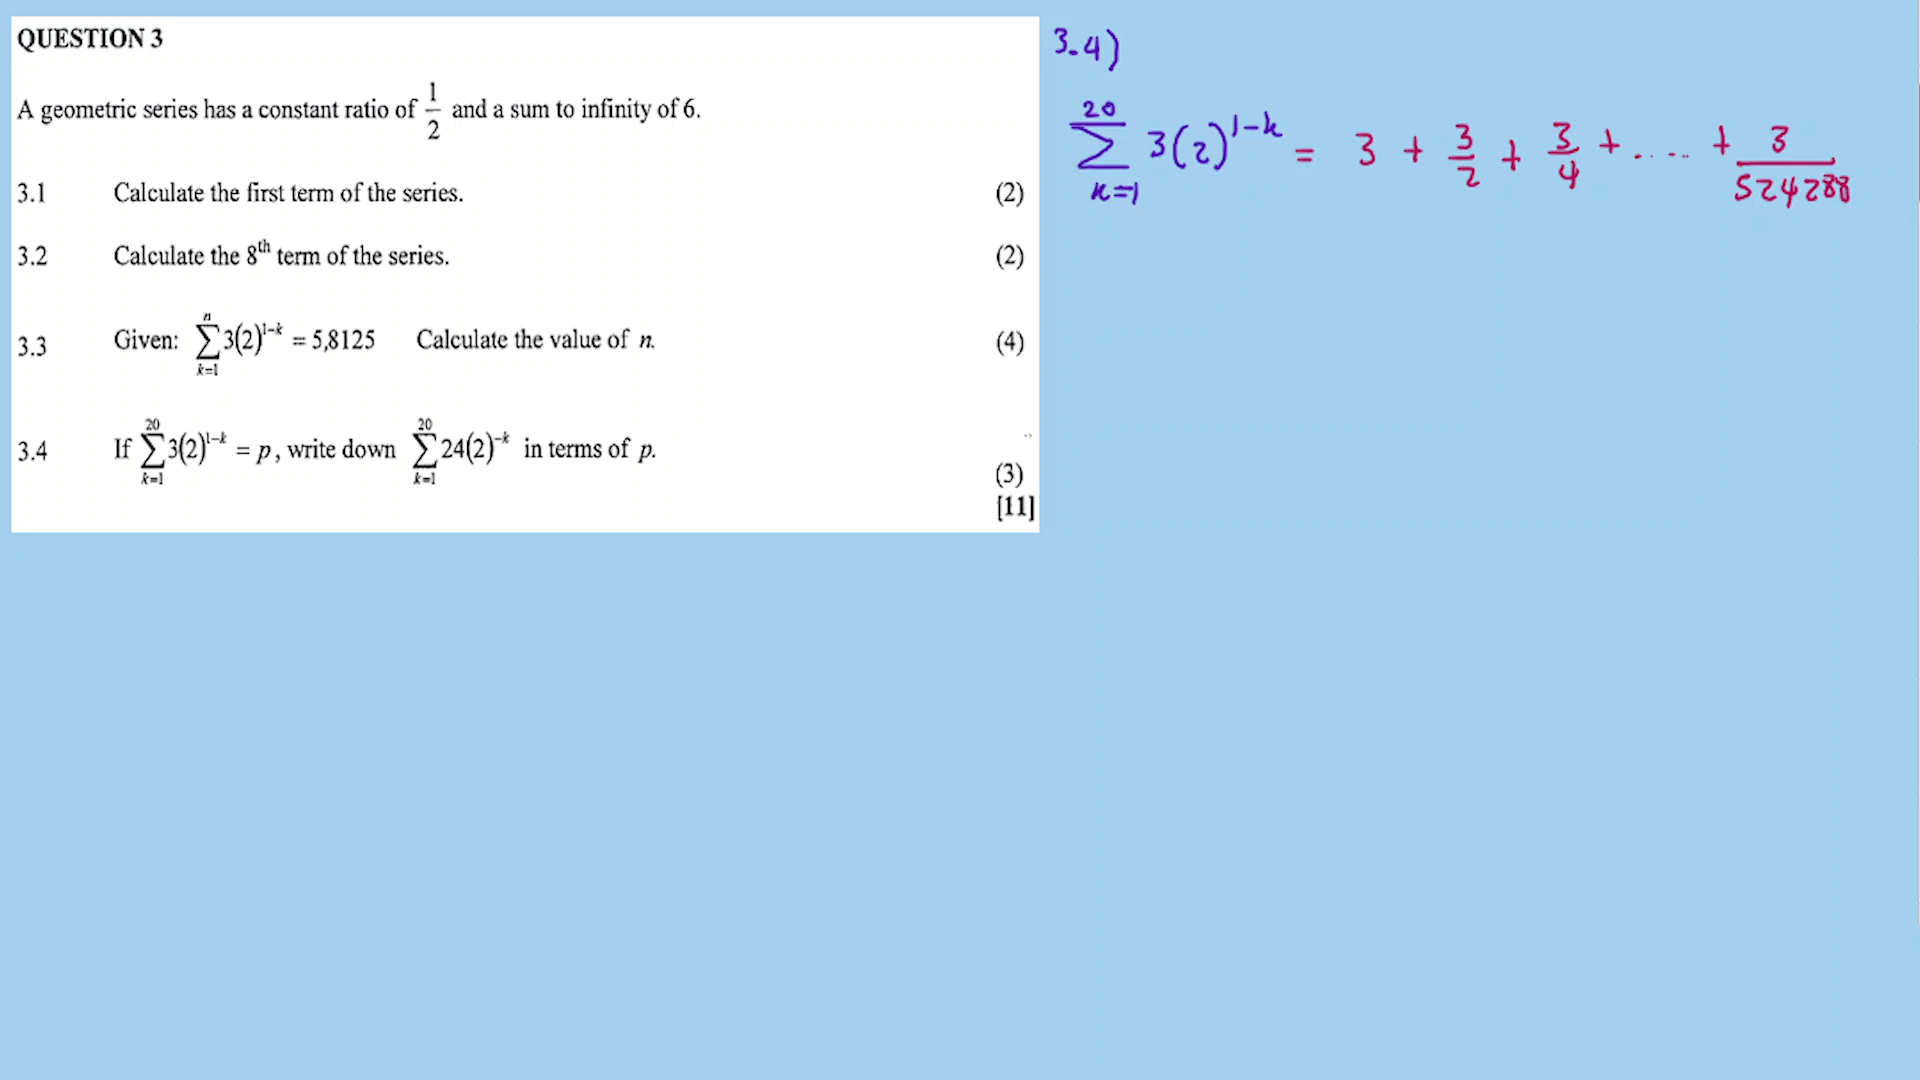 QUESTION 3
A geometric series has a constant ratio of 1/2 and a sum to infinity of 6.
3.1 Calculate the first term of the series. (2)
3.2 Calculate the 8th term of the series. (2)
3.3 Given: n ∑ k=1 3(2)^{1-k} = 5,8125 Calculate the value of n. (4)
3.4 If 20 ∑ k=1 3(2)^{1-k} = p, write down 20 ∑ k=1 24(2)^{-k} in terms of p.
(3)
[11]
3.4)
20 ∑ k=1 3(2)^{1-k} = 3 + 3/2 + 3/4 + ..... + 3/524288